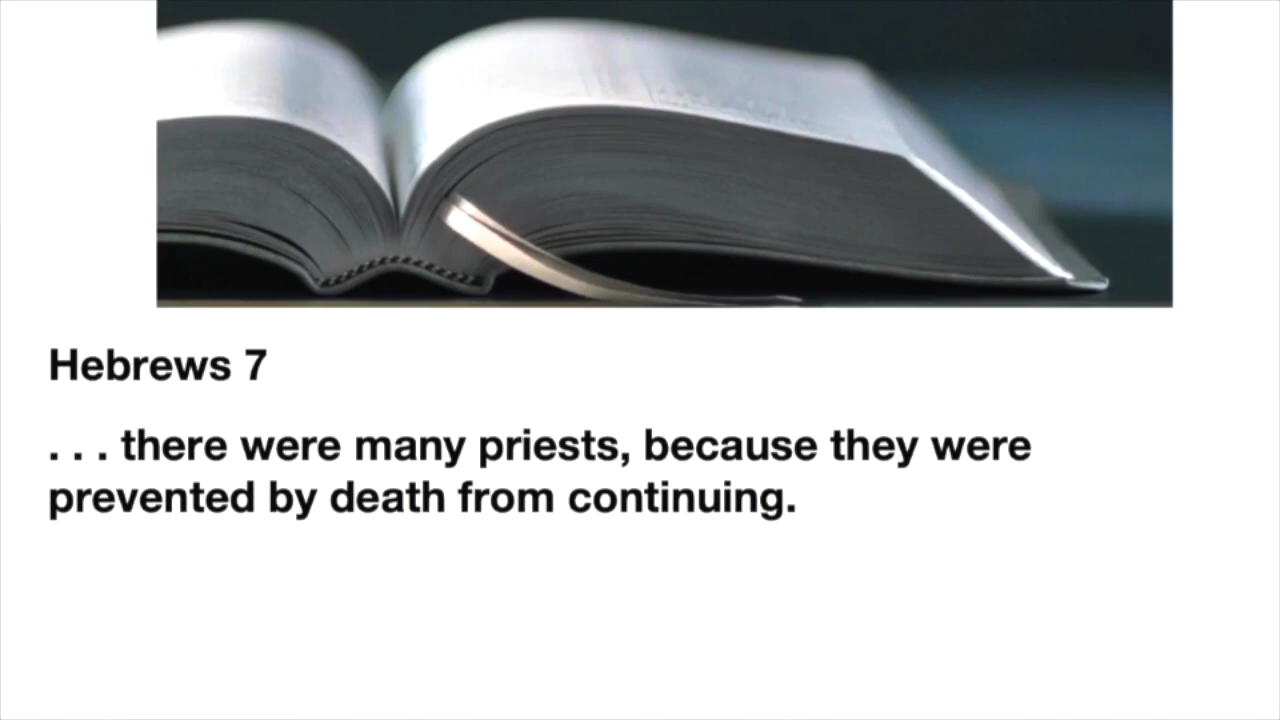 Hebrews 7
. . . there were many priests, because they were
prevented by death from continuing.